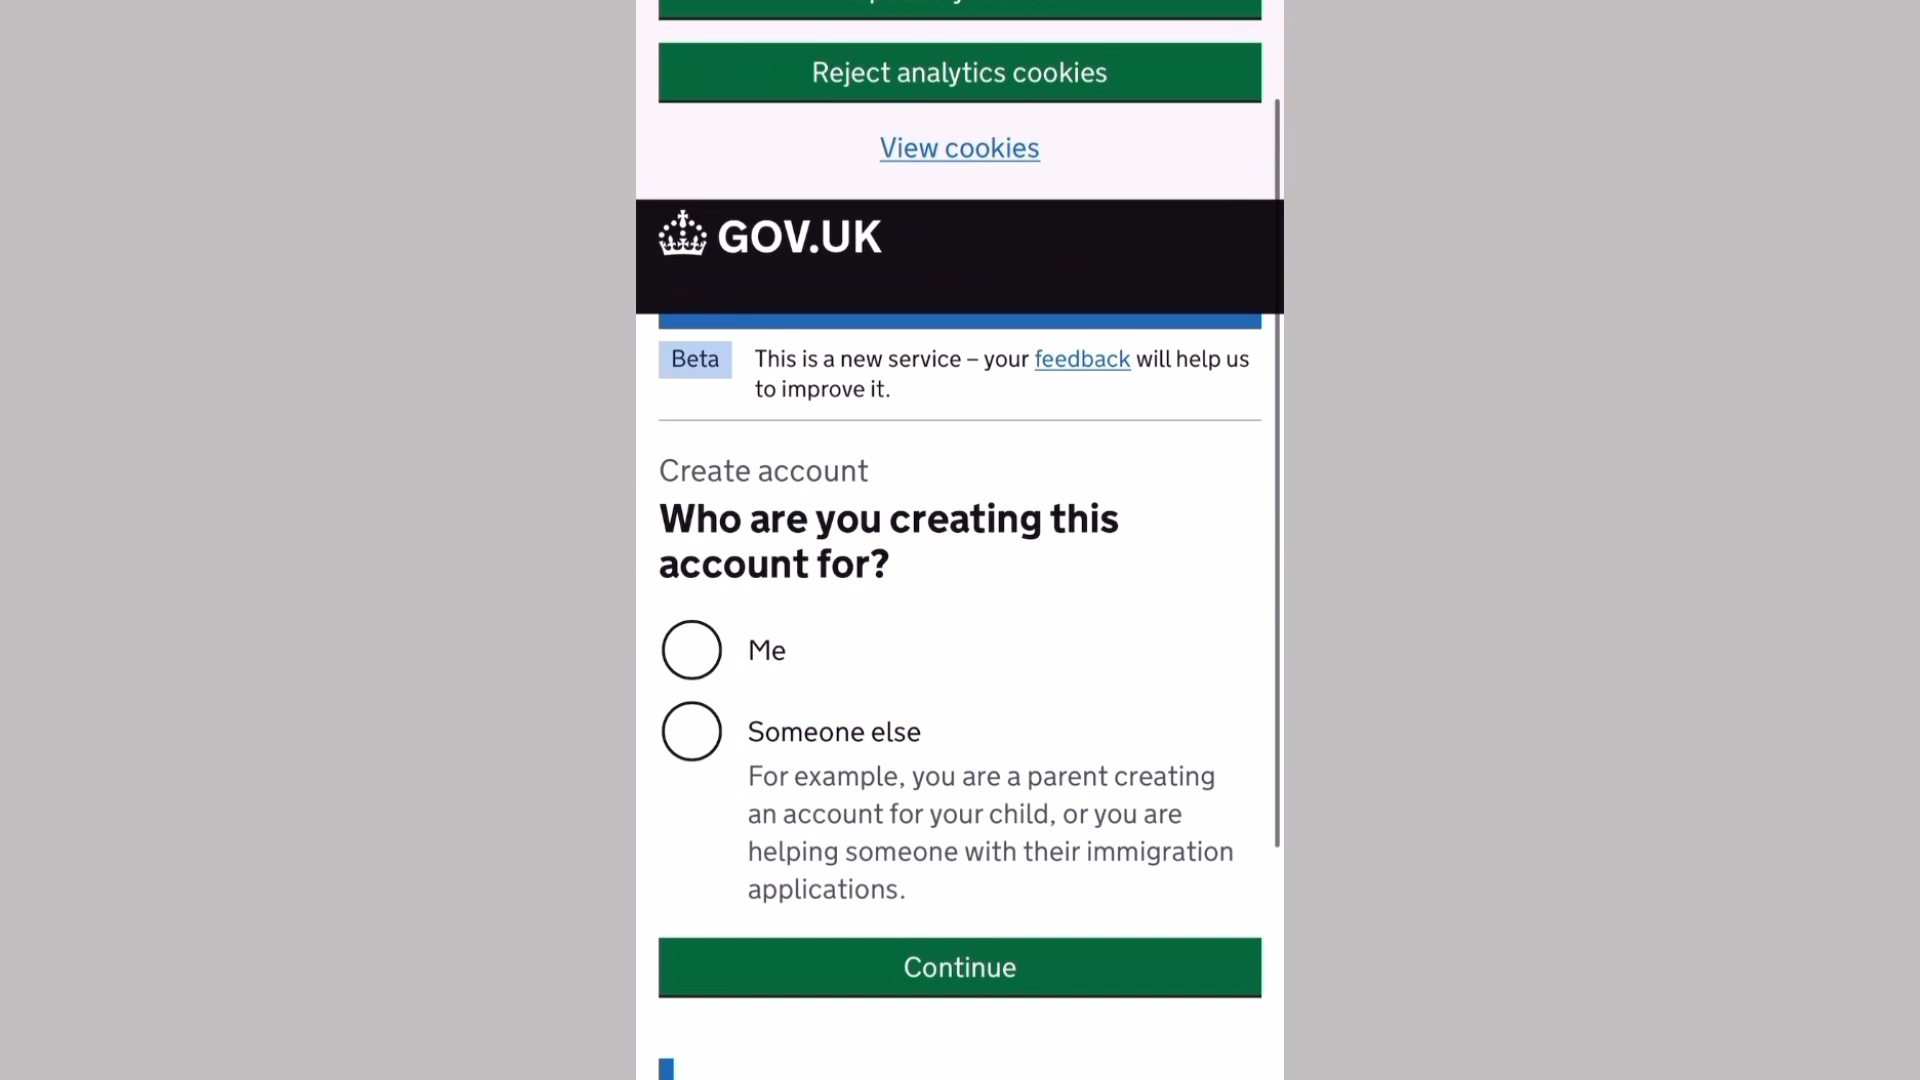 Reject analytics cookies
View cookies
GOV.UK
Beta
This is a new service – your feedback will help us
to improve it.
Create account
Who are you creating this
account for?
Me
Someone else
For example, you are a parent creating
an account for your child, or you are
helping someone with their immigration
applications.
Continue